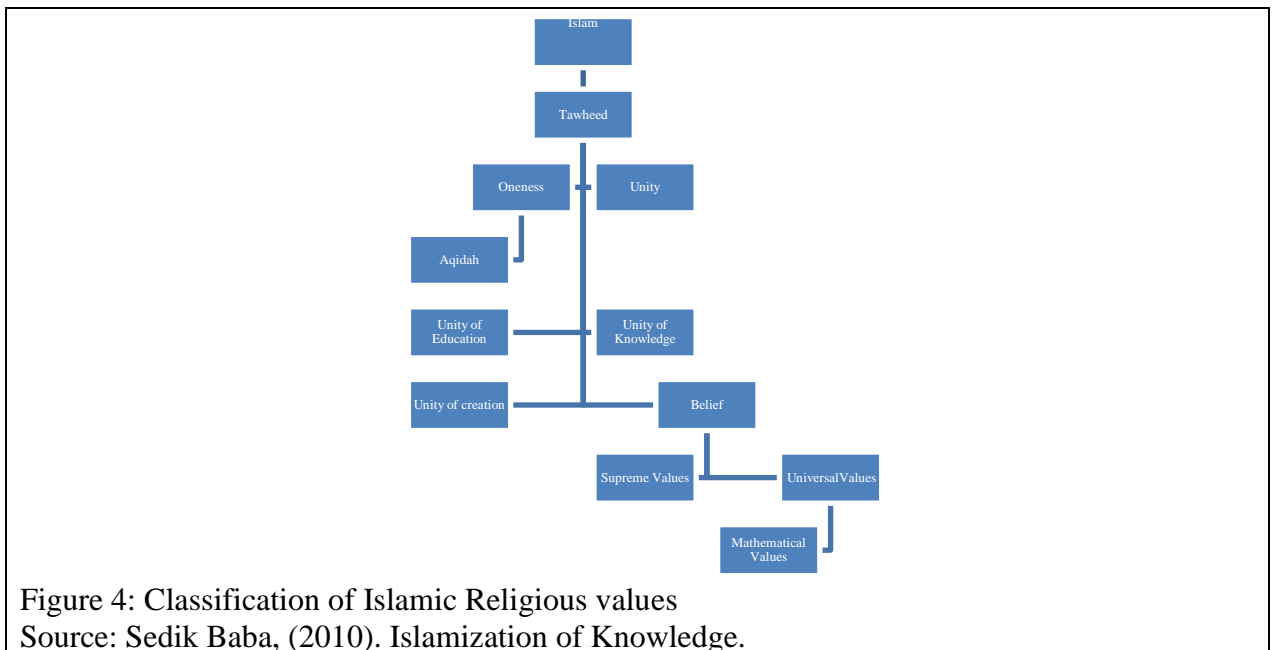 Islam
Tawheed
Oneness
Unity
Aqidah
Unity of
Education
Unity of
Knowledge
Unity of creation
Belief
Supreme Values
UniversalValues
Mathematical
Values
Figure 4: Classification of Islamic Religious values
Source: Sedik Baba, (2010). Islamization of Knowledge.